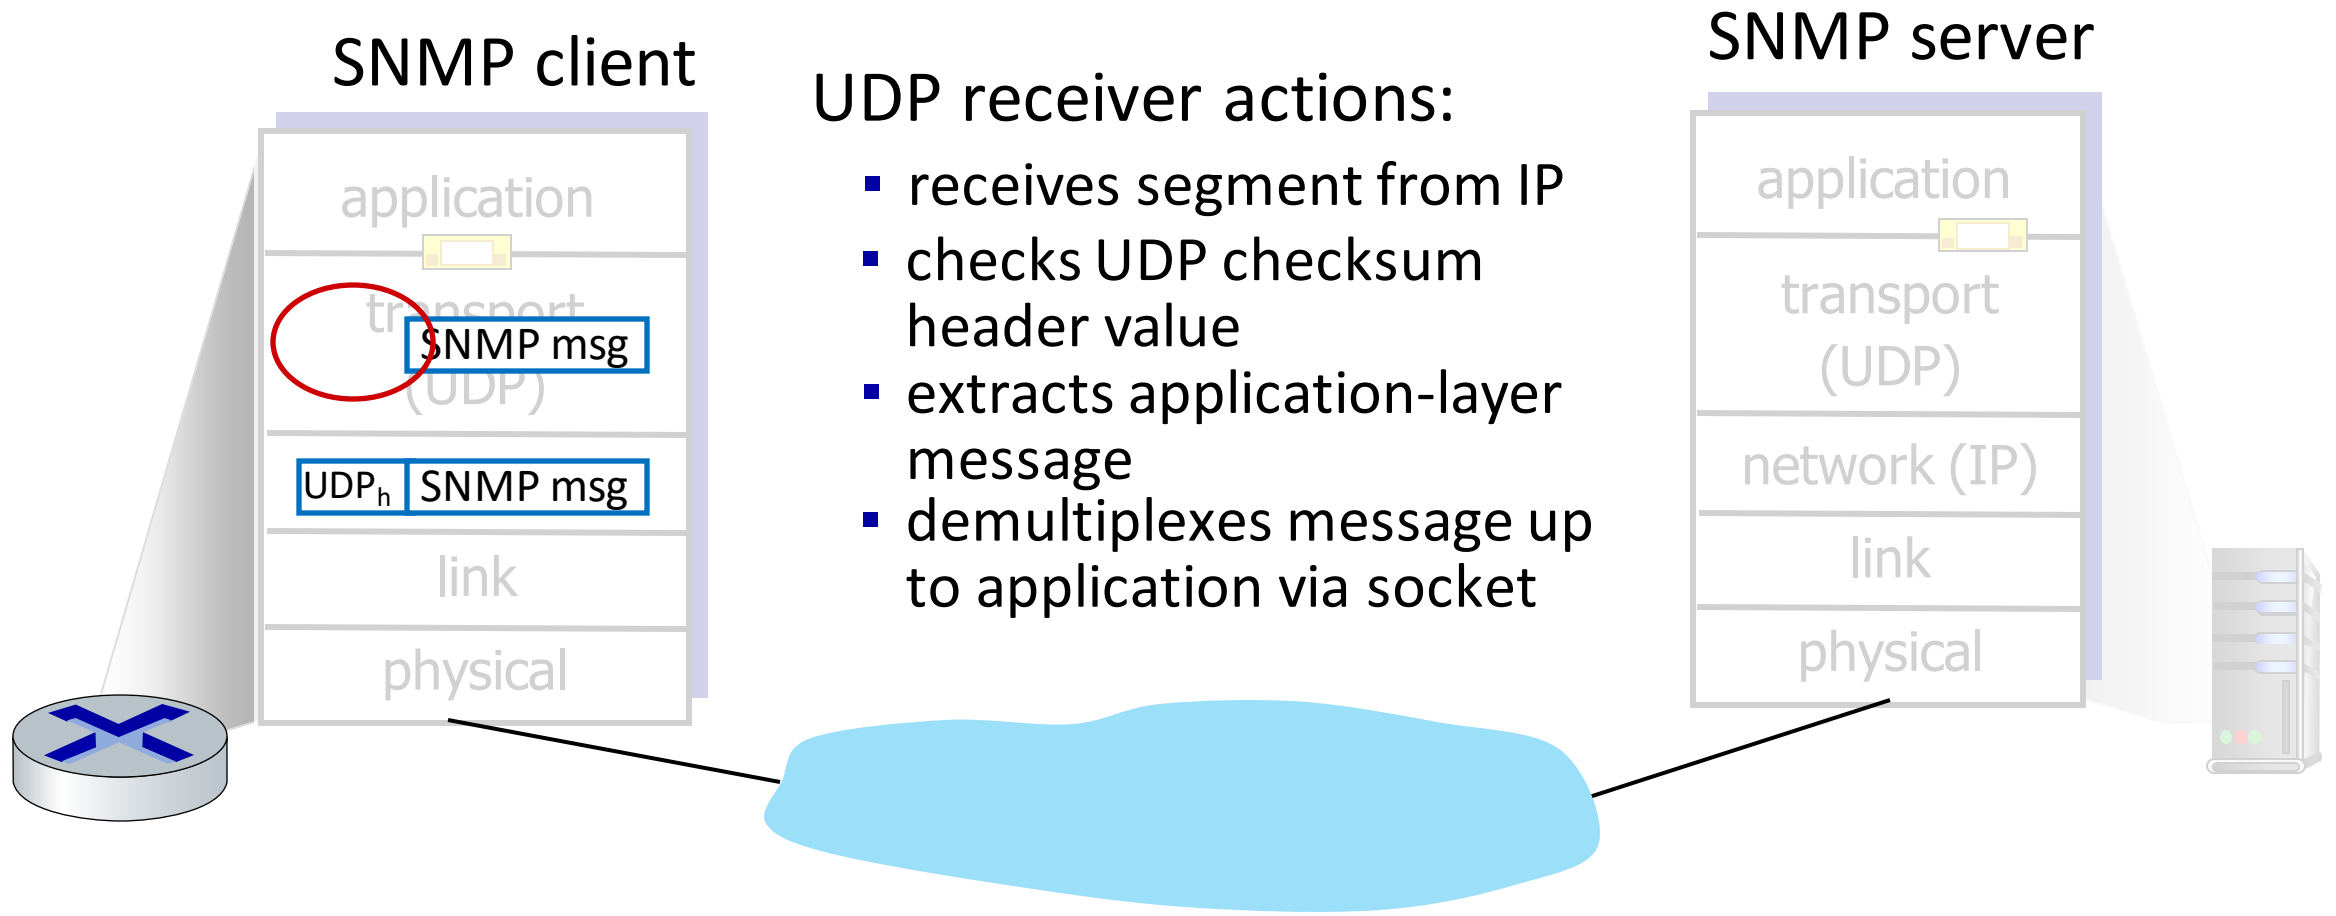 SNMP client
application
transport
SNMP msg
(UDP)
UDPh SNMP msg
link
physical
UDP receiver actions:
▪ receives segment from IP
▪ checks UDP checksum
header value
▪ extracts application-layer
message
▪ demultiplexes message up
to application via socket
SNMP server
application
transport
(UDP)
network (IP)
link
physical